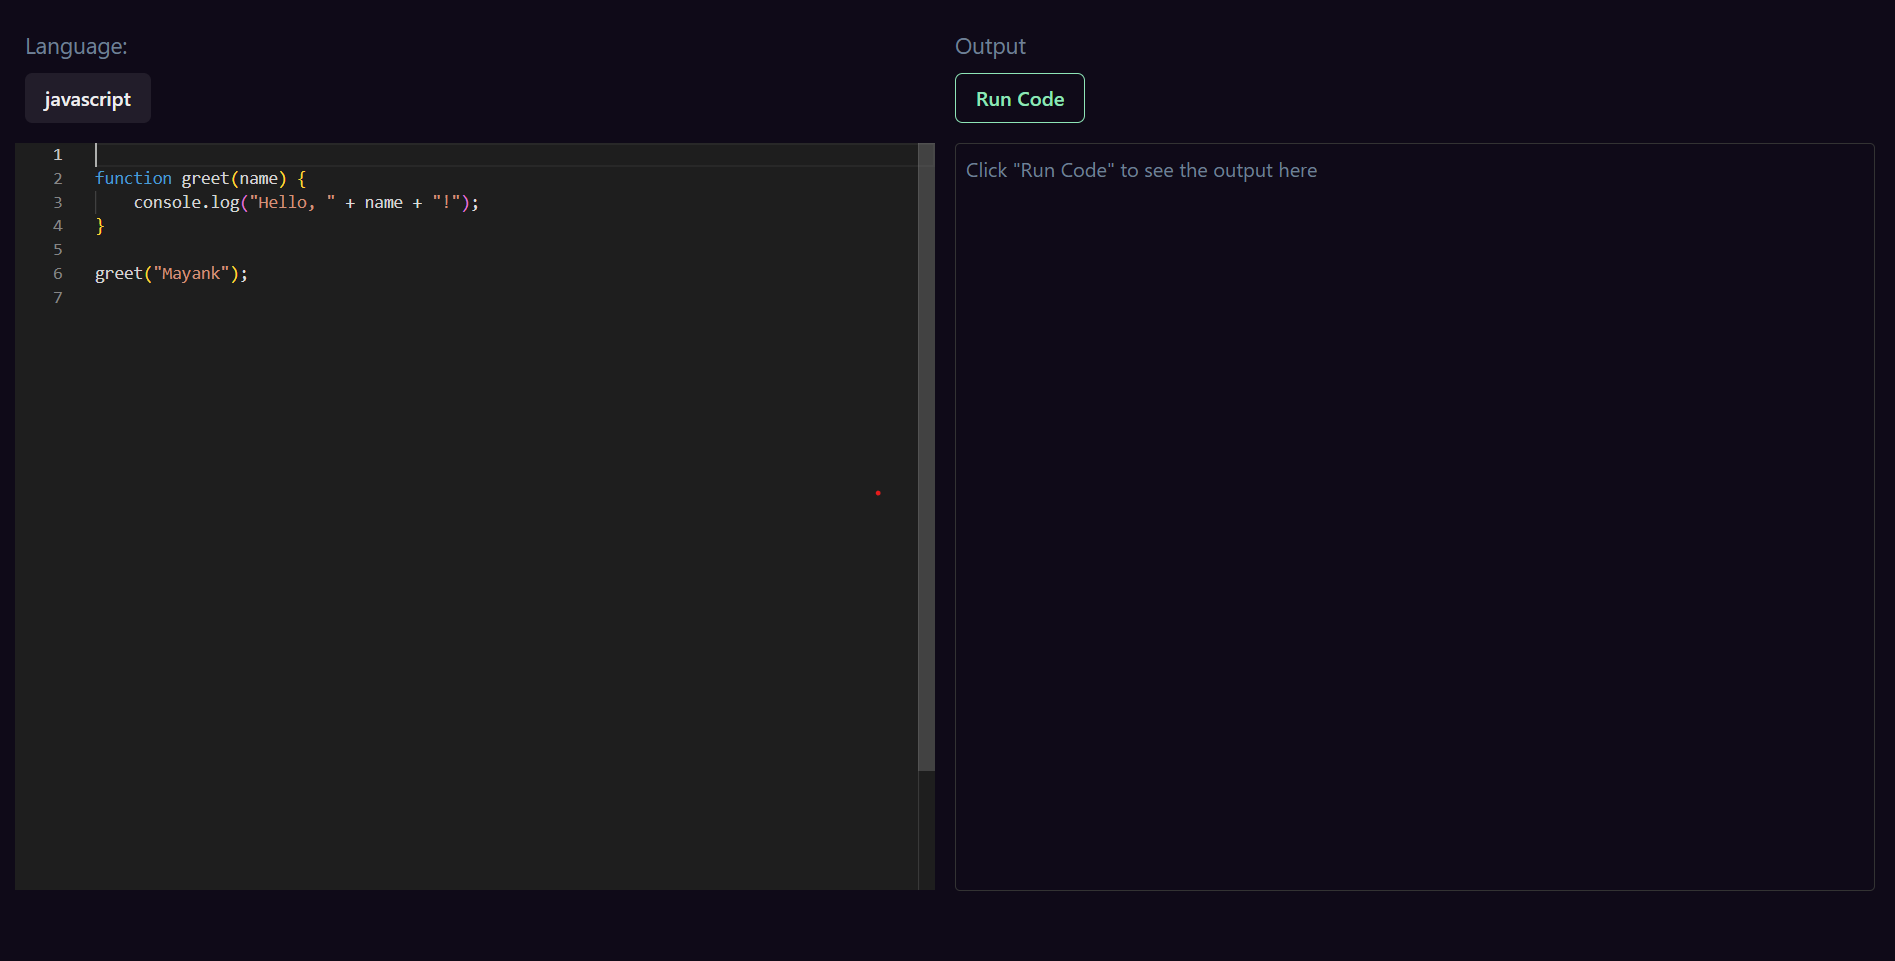 Language:
javascript
Output
Run Code
1
2 function greet(name) {
3     console.log("Hello, " + name + "!");
4 }
5
6 greet("Mayank");
7
Click "Run Code" to see the output here